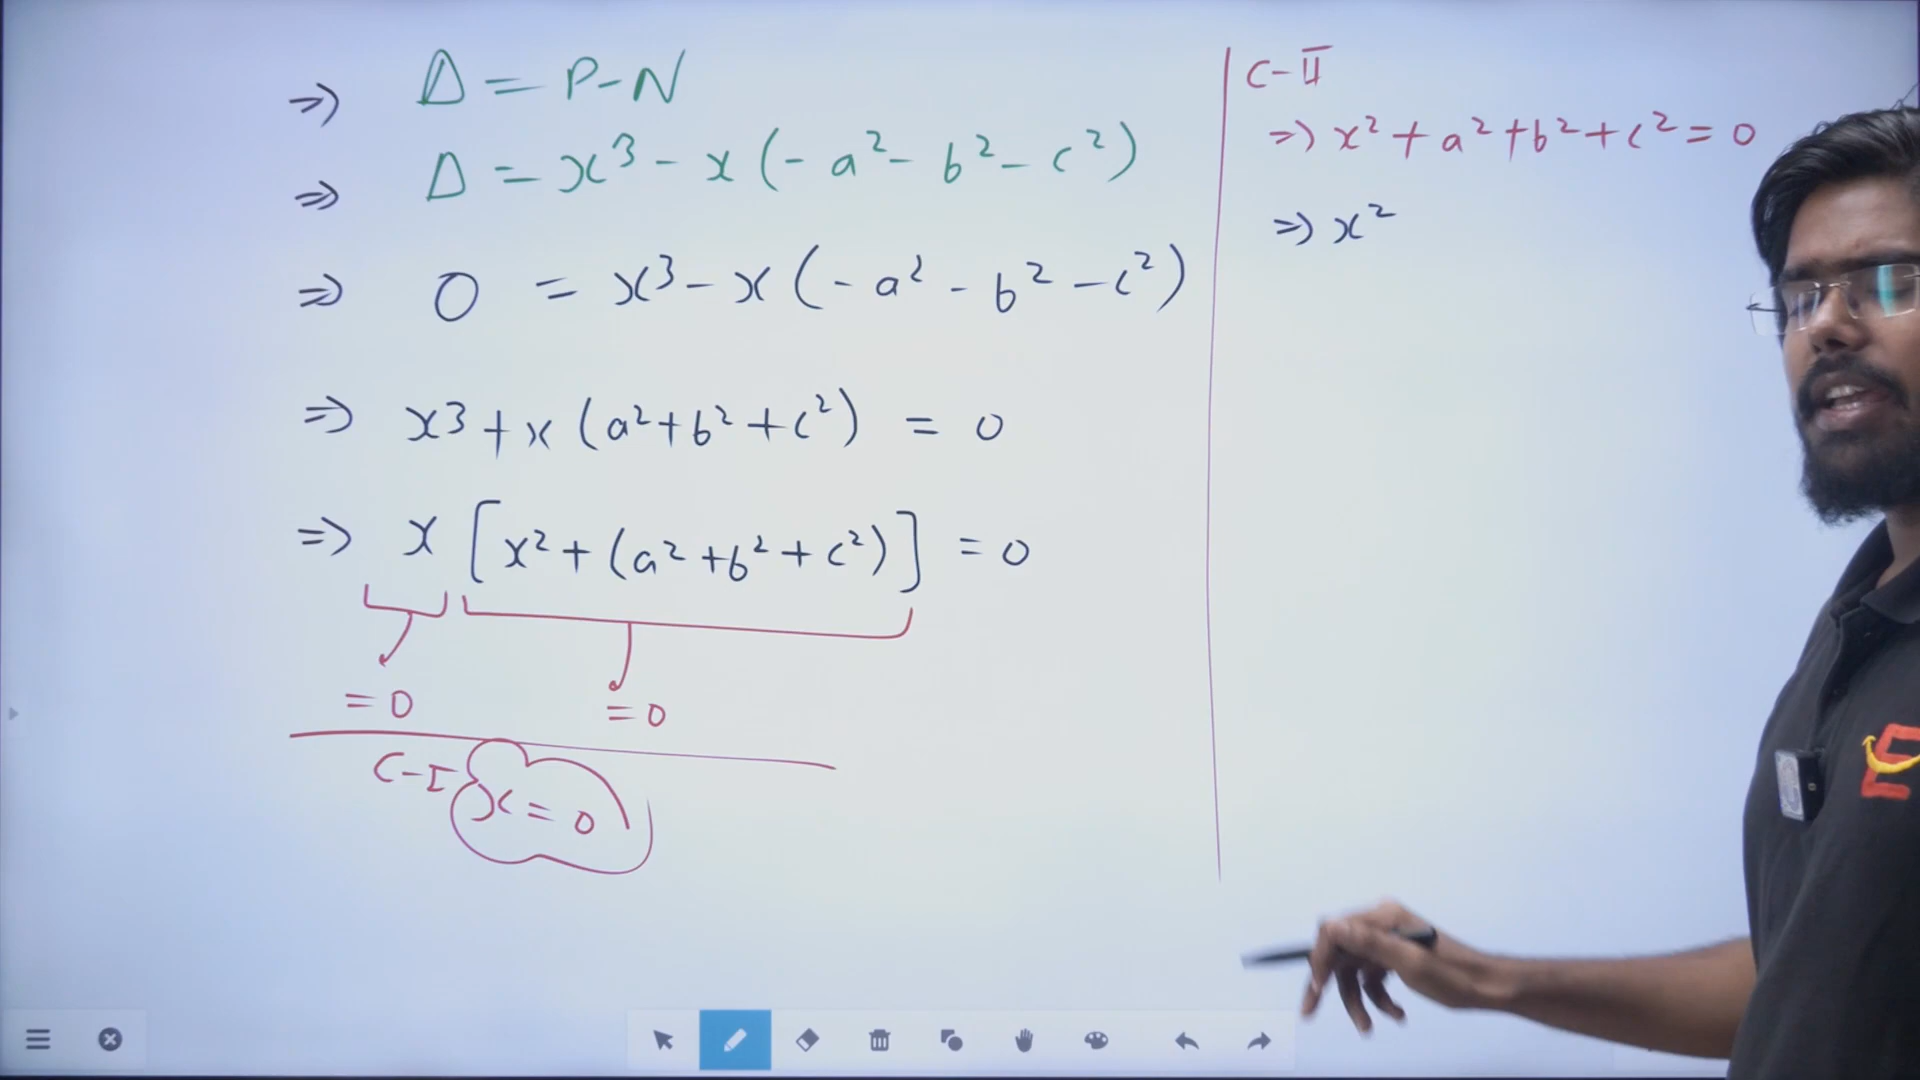 ⇒ Δ = P-N
⇒ Δ = x³ - x (-a² - b² - c²)
⇒ 0 = x³ - x (-a² - b² - c²)
⇒ x³ + x (a² + b² + c²) = 0
⇒ x [x² + (a² + b² + c²)] = 0
= 0 = 0
C-I x = 0
C-II
⇒ x² + a² + b² + c² = 0
⇒ x²
E